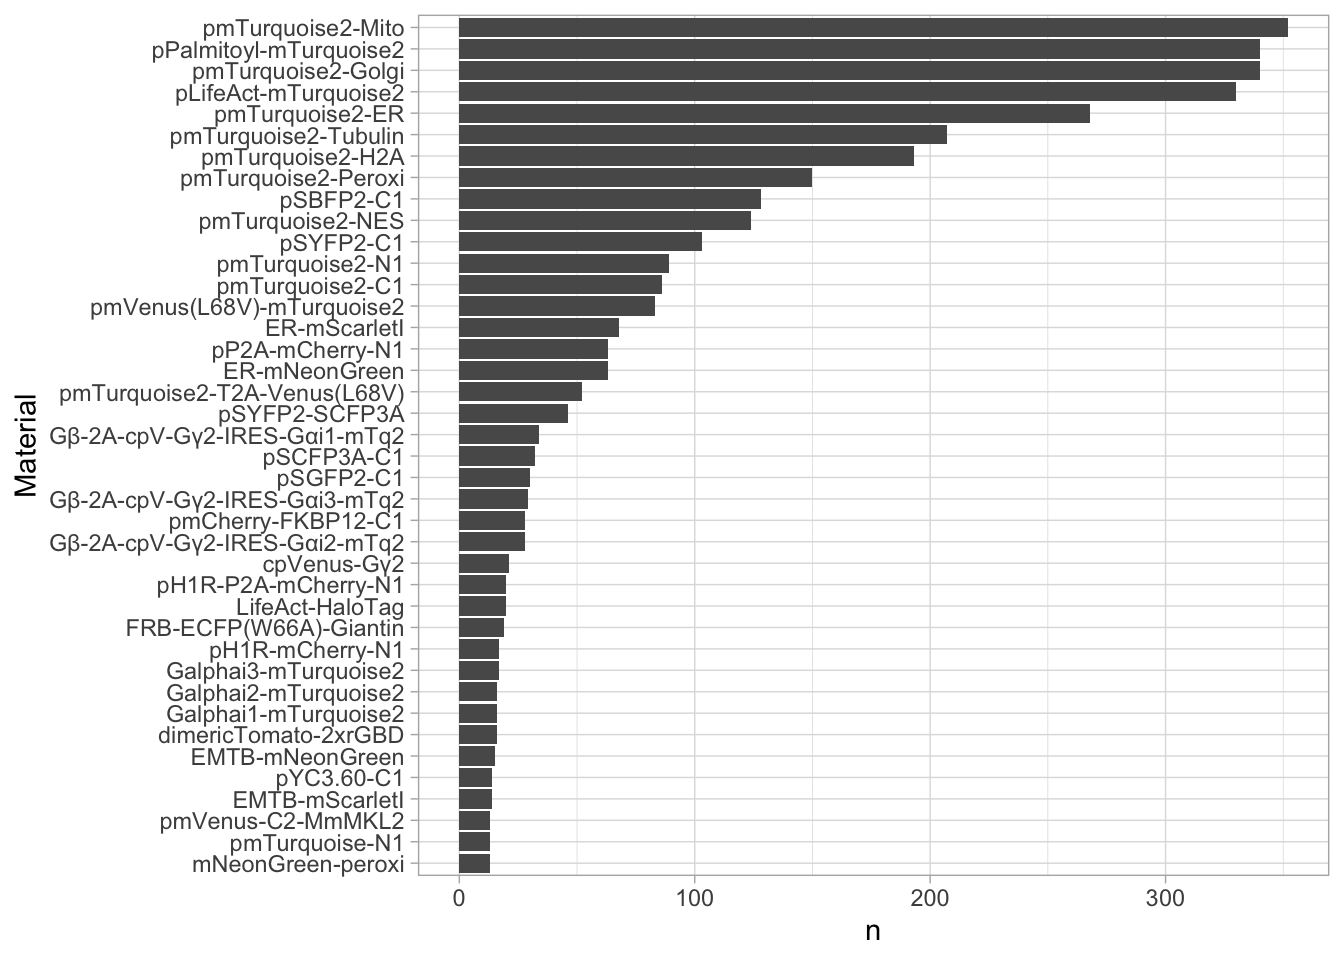 pmTurquoise2-Mito
pPalmitoyl-mTurquoise2
pmTurquoise2-Golgi
pLifeAct-mTurquoise2
pmTurquoise2-ER
pmTurquoise2-Tubulin
pmTurquoise2-H2A
pmTurquoise2-Peroxi
pSBFP2-C1
pmTurquoise2-NES
pSYFP2-C1
pmTurquoise2-N1
pmTurquoise2-C1
pmVenus(L68V)-mTurquoise2
ER-mScarletI
pP2A-mCherry-N1
ER-mNeonGreen
pmTurquoise2-T2A-Venus(L68V)
pSYFP2-SCFP3A
Gβ-2A-cpV-Gγ2-IRES-Gαi1-mTq2
pSCFP3A-C1
pSGFP2-C1
Gβ-2A-cpV-Gγ2-IRES-Gαi3-mTq2
pmCherry-FKBP12-C1
Gβ-2A-cpV-Gγ2-IRES-Gαi2-mTq2
cpVenus-Gγ2
pH1R-P2A-mCherry-N1
LifeAct-HaloTag
FRB-ECFP(W66A)-Giantin
pH1R-mCherry-N1
Galphai3-mTurquoise2
Galphai2-mTurquoise2
Galphai1-mTurquoise2
dimericTomato-2xrGBD
EMTB-mNeonGreen
pYC3.60-C1
EMTB-mScarletI
pmVenus-C2-MmMKL2
pmTurquoise-N1
mNeonGreen-peroxi
Material
0 100 200 300
n